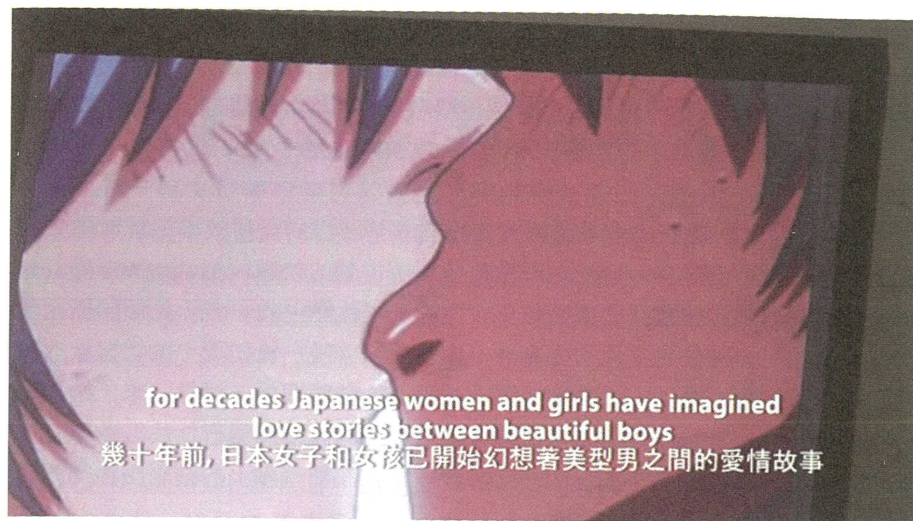 for decades Japanese women and girls have imagined
love stories between beautiful boys
幾十年前, 日本女子和女孩已開始幻想著美型男之間的愛情故事